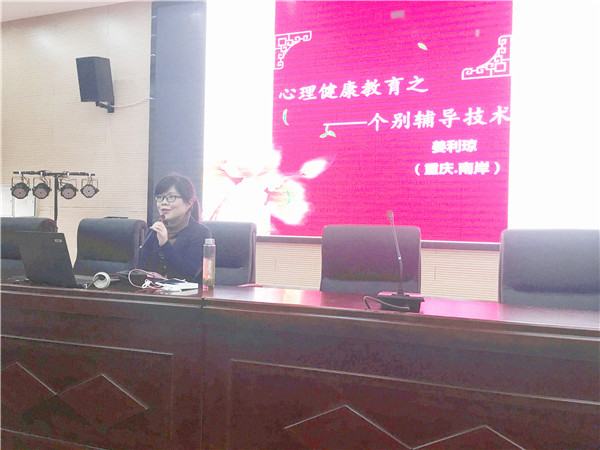 心理健康教育之
——个别辅导技术
姜利琼
（重庆.南岸）